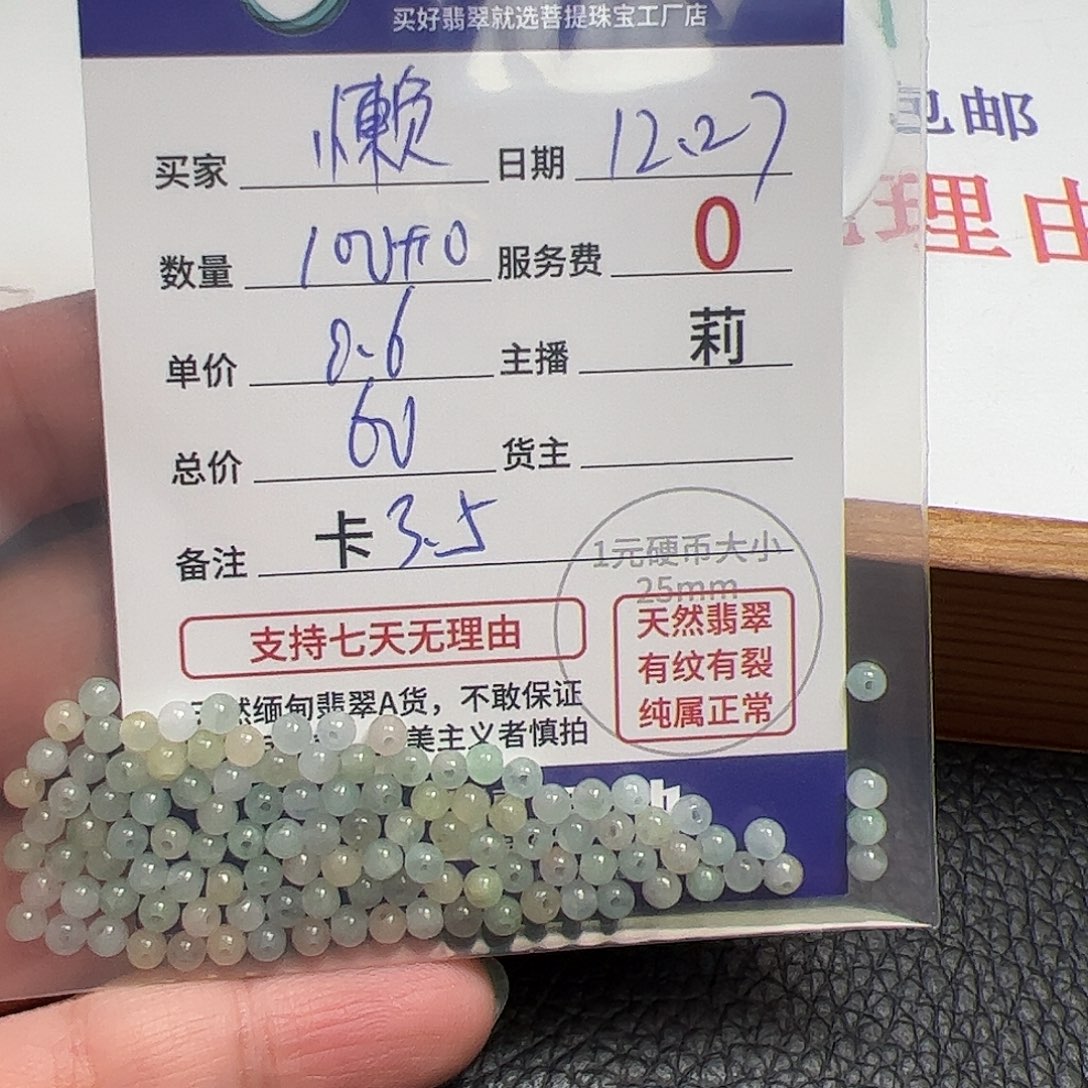 买好翡翠就选菩提珠宝工厂店
买家 懒 日期 12.27
数量 100件0 服务费 0
单价 0.6 主播 莉
总价 60 货主
备注 卡3.5
1元硬币大小
25mm
支持七天无理由
天然翡翠
有纹有裂
纯属正常
然缅甸翡翠A货，不敢保证
美主义者慎拍
包邮
理由